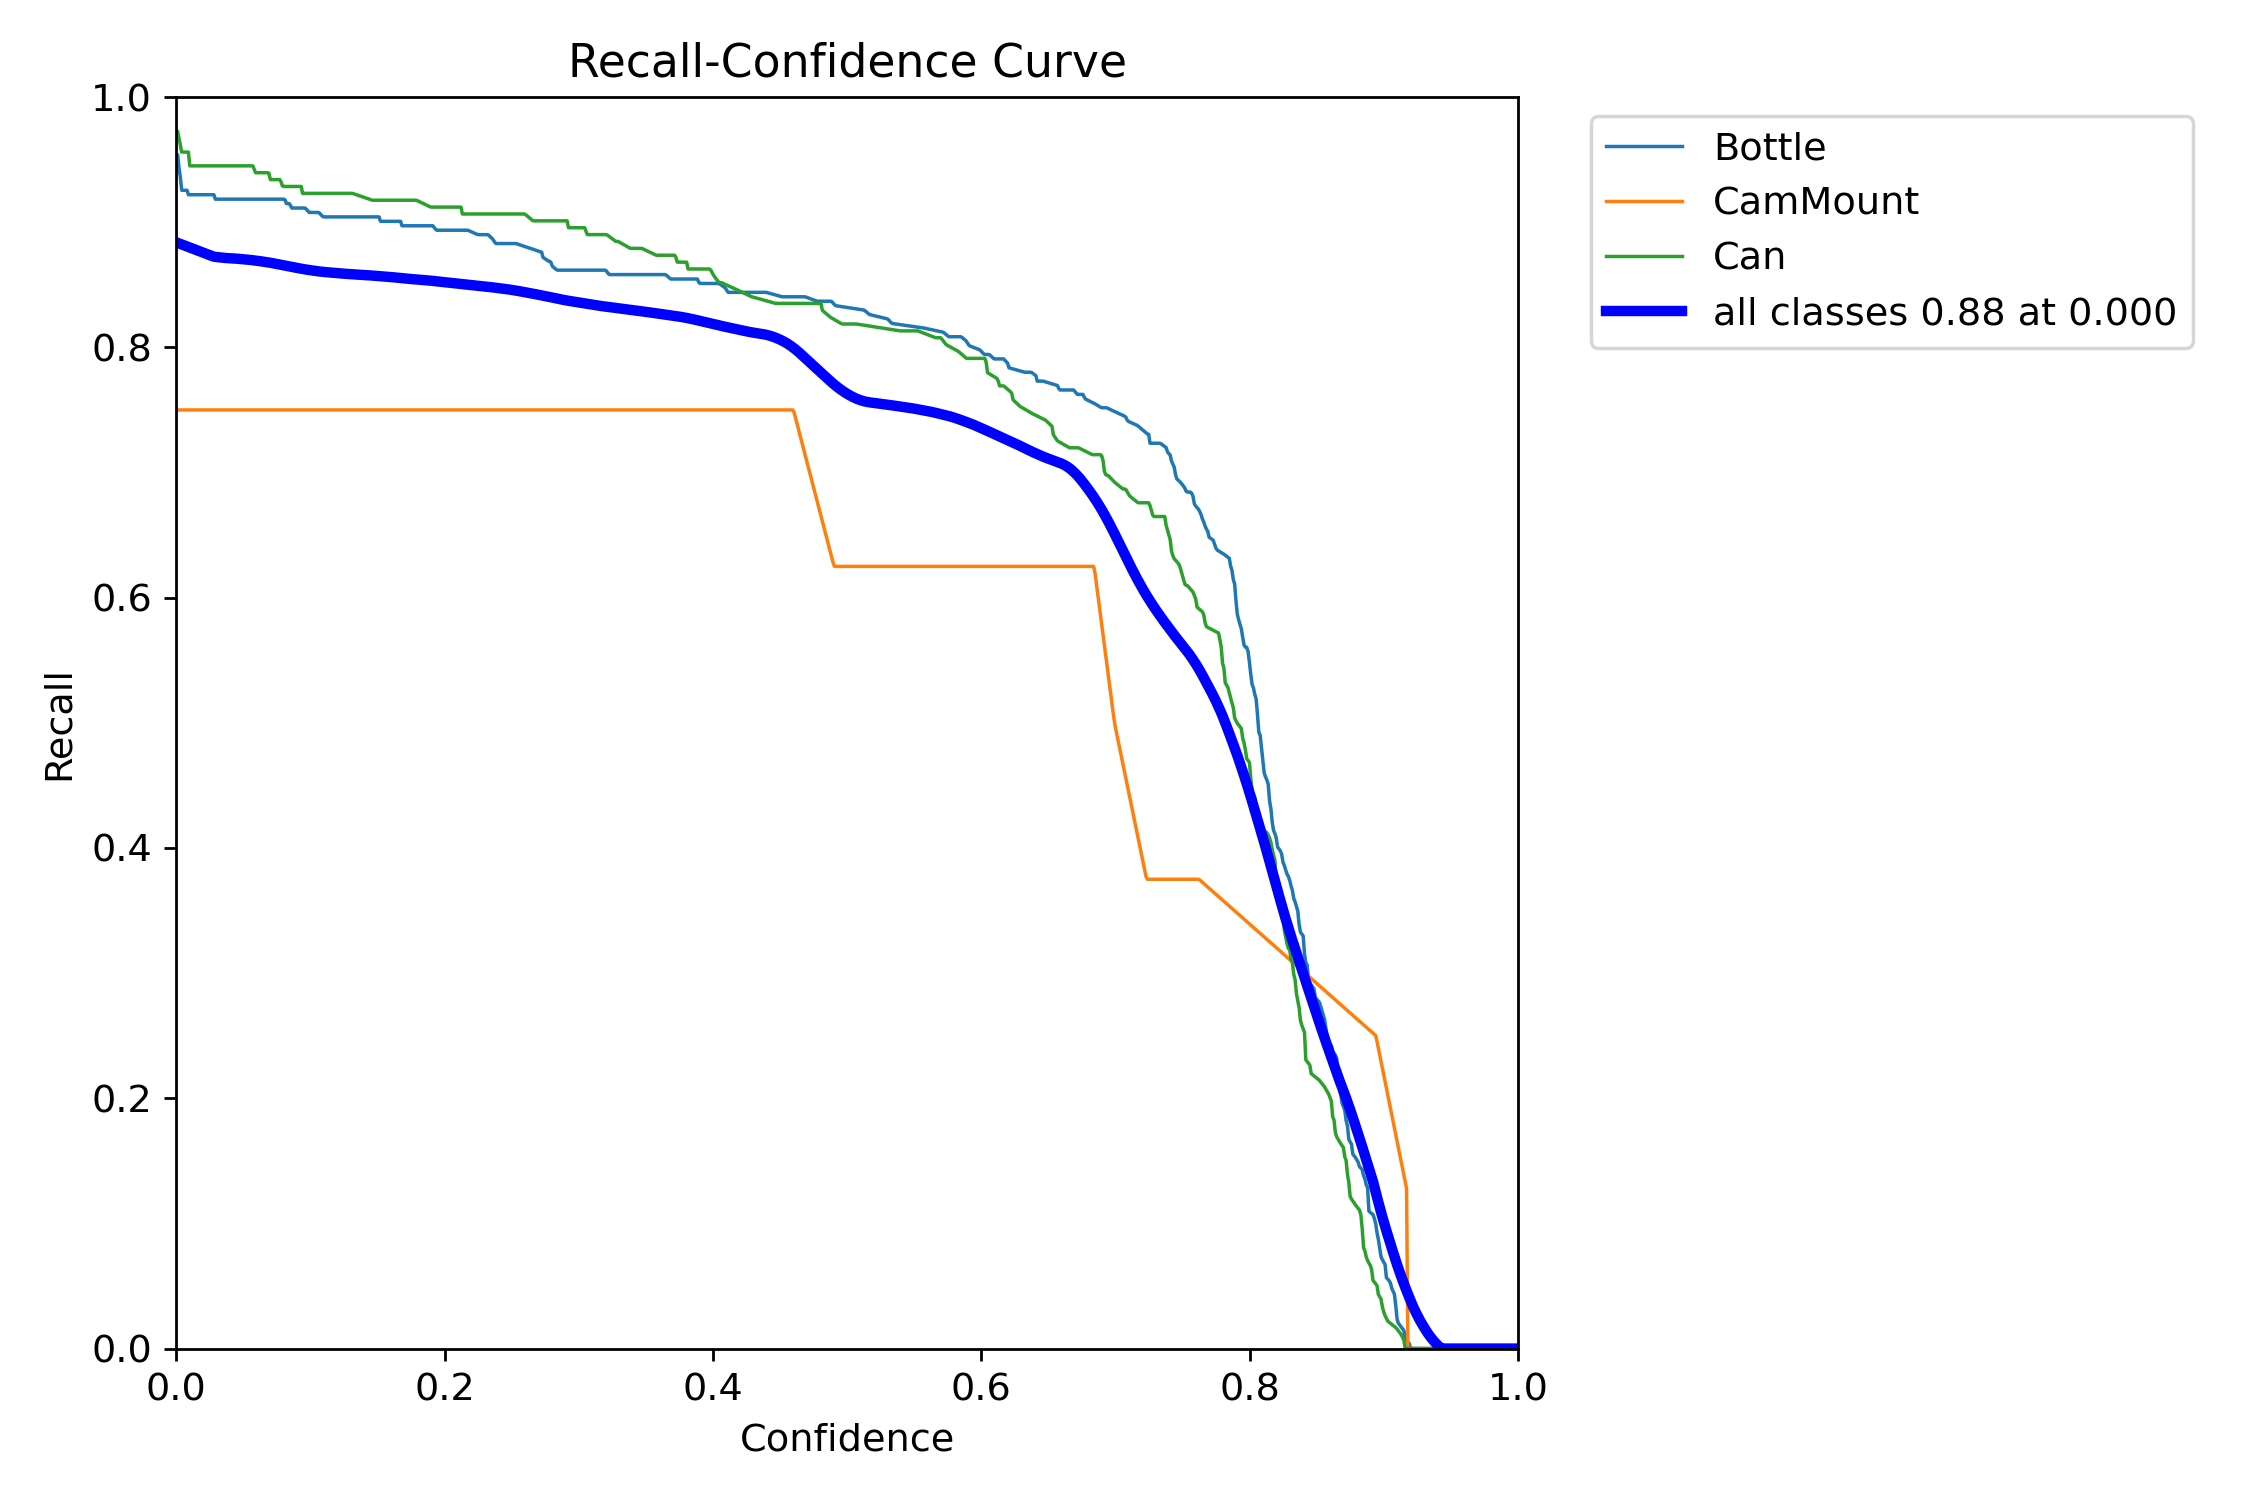 Recall-Confidence Curve
1.0
0.8
0.6
0.4
0.2
0.0
Recall
0.0 0.2 0.4 0.6 0.8 1.0
Confidence
Bottle
CamMount
Can
all classes 0.88 at 0.000